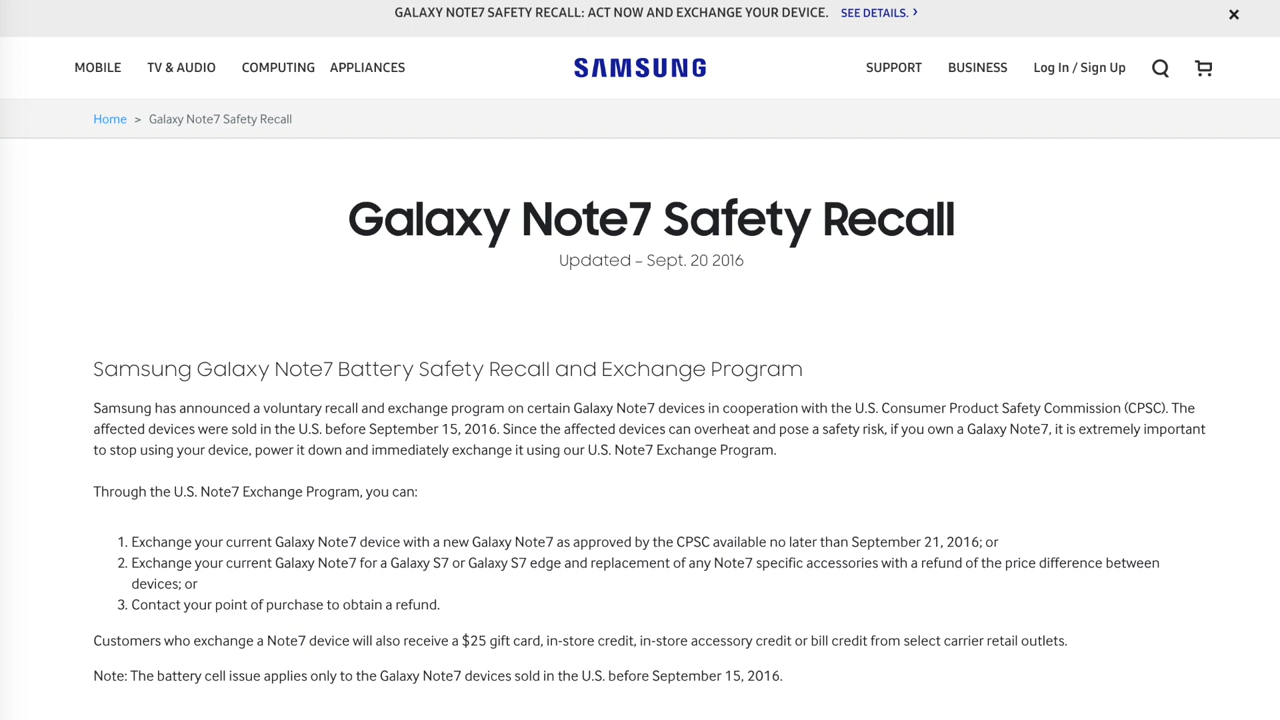 GALAXY NOTE7 SAFETY RECALL: ACT NOW AND EXCHANGE YOUR DEVICE. SEE DETAILS. >
MOBILE TV & AUDIO COMPUTING APPLIANCES SAMSUNG SUPPORT BUSINESS Log In / Sign Up
Home > Galaxy Note7 Safety Recall
Galaxy Note7 Safety Recall
Updated – Sept. 20 2016
Samsung Galaxy Note7 Battery Safety Recall and Exchange Program
Samsung has announced a voluntary recall and exchange program on certain Galaxy Note7 devices in cooperation with the U.S. Consumer Product Safety Commission (CPSC). The
affected devices were sold in the U.S. before September 15, 2016. Since the affected devices can overheat and pose a safety risk, if you own a Galaxy Note7, it is extremely important
to stop using your device, power it down and immediately exchange it using our U.S. Note7 Exchange Program.
Through the U.S. Note7 Exchange Program, you can:
1. Exchange your current Galaxy Note7 device with a new Galaxy Note7 as approved by the CPSC available no later than September 21, 2016; or
2. Exchange your current Galaxy Note7 for a Galaxy S7 or Galaxy S7 edge and replacement of any Note7 specific accessories with a refund of the price difference between
devices; or
3. Contact your point of purchase to obtain a refund.
Customers who exchange a Note7 device will also receive a $25 gift card, in-store credit, in-store accessory credit or bill credit from select carrier retail outlets.
Note: The battery cell issue applies only to the Galaxy Note7 devices sold in the U.S. before September 15, 2016.